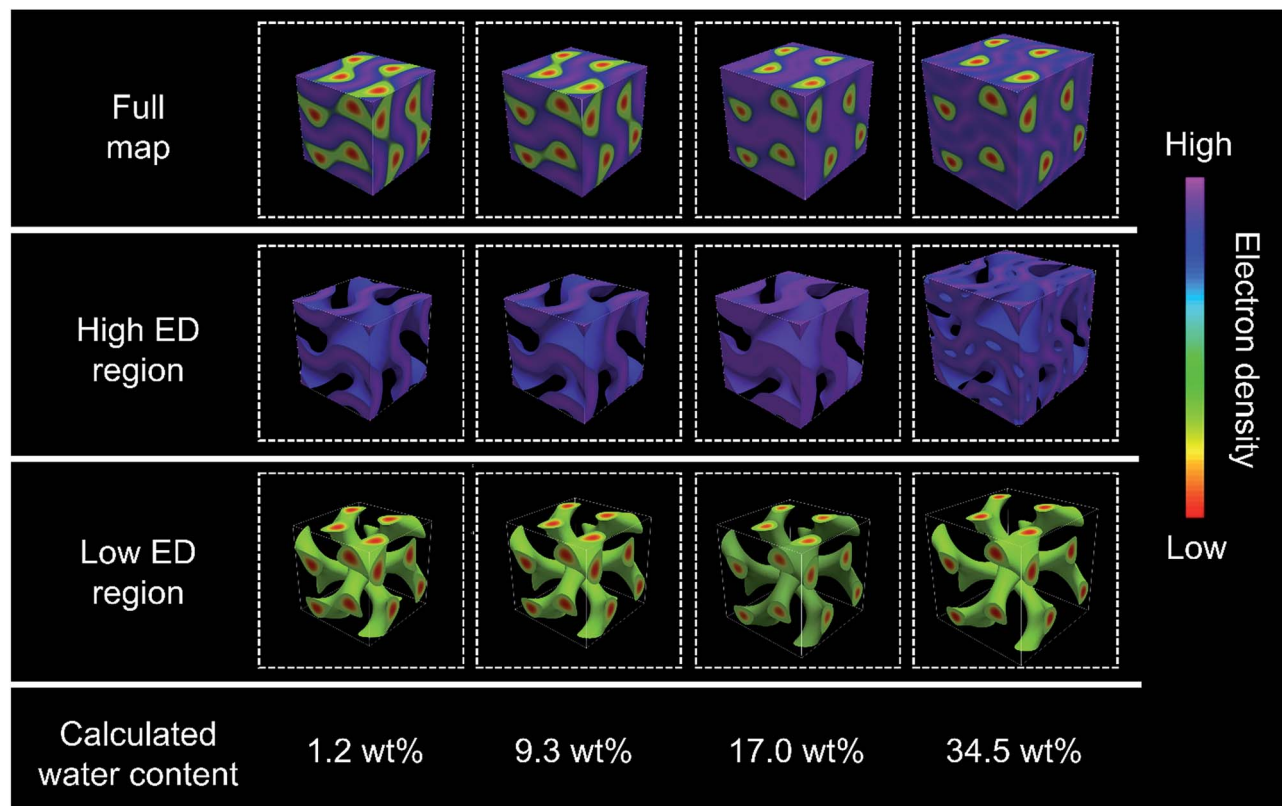 Full
map
High ED
region
Low ED
region
Calculated
water content
1.2 wt%
9.3 wt%
17.0 wt%
34.5 wt%
High
Electron density
Low